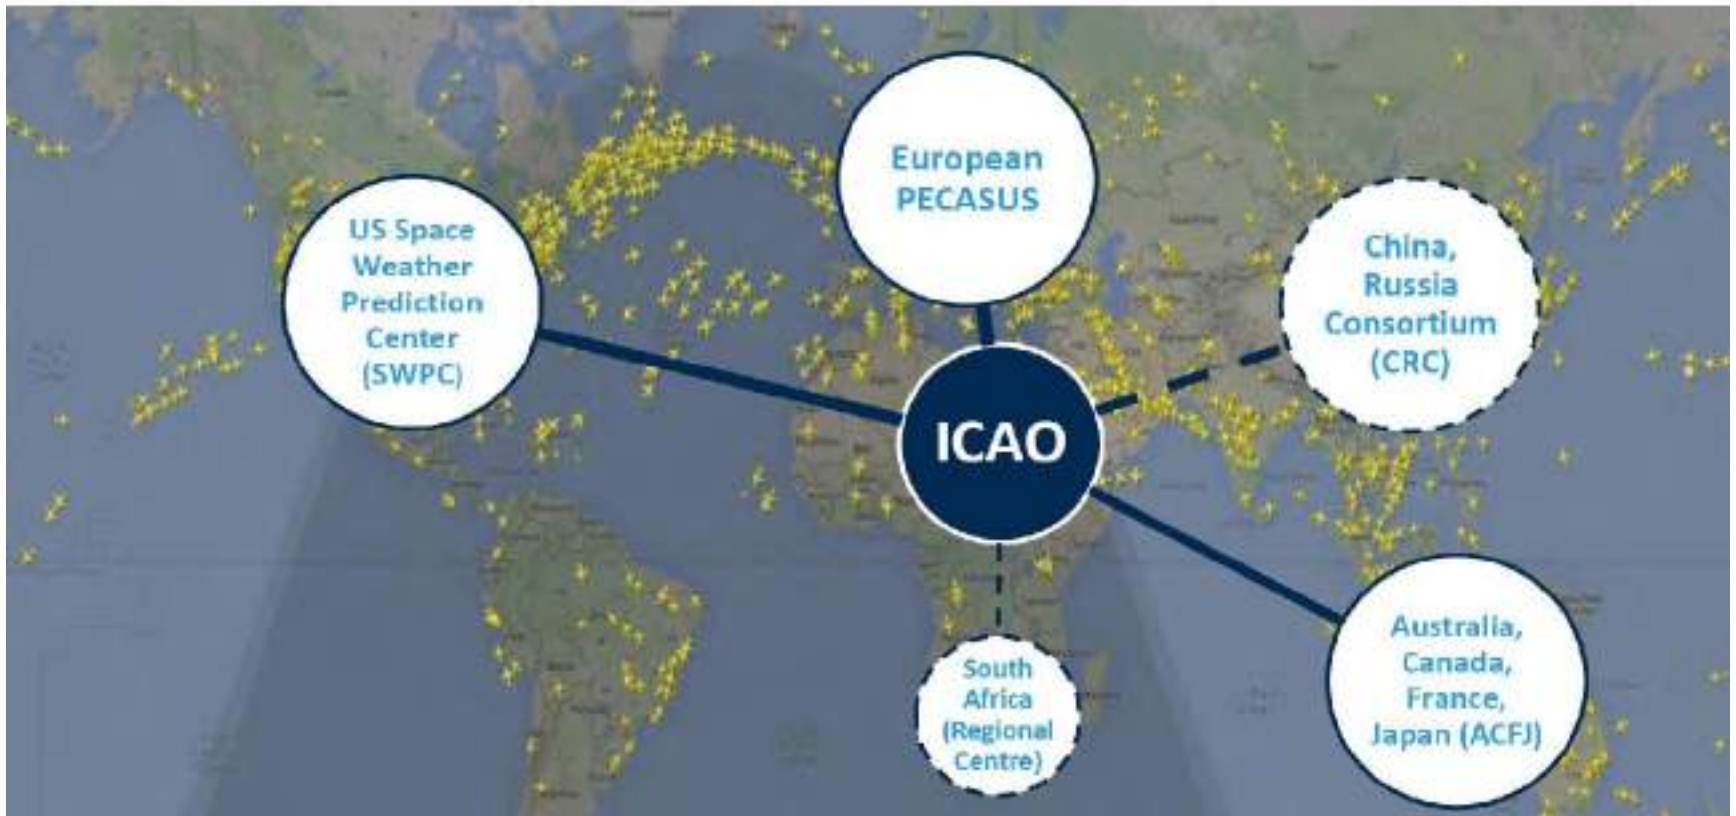 European
PECASUS
US Space
Weather
Prediction
Center
(SWPC)
China,
Russia
Consortium
(CRC)
ICAO
South
Africa
(Regional
Centre)
Australia,
Canada,
France,
Japan (ACFJ)